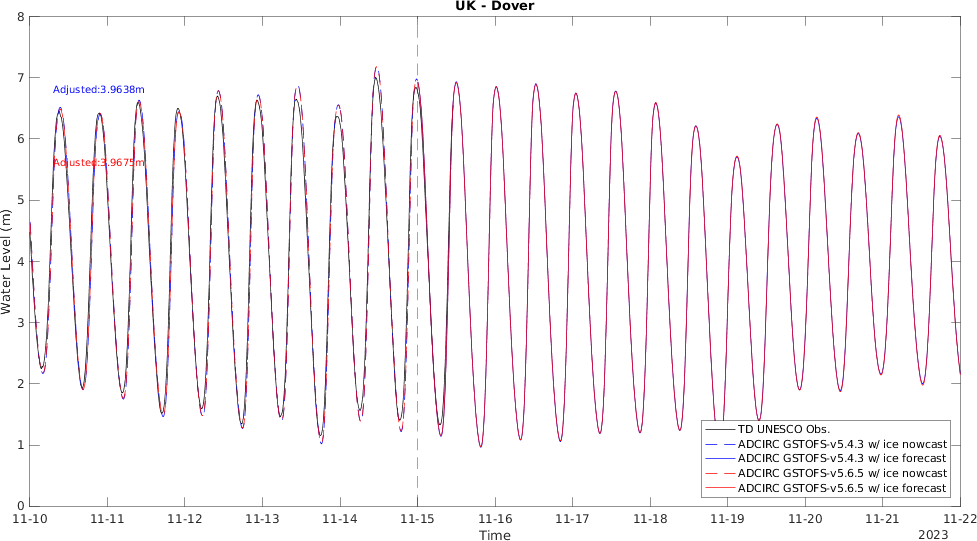 UK - Dover
8
7
6
5
4
3
2
1
0
Water Level (m)
Adjusted:3.9638m
Adjusted:3.9675m
TD UNESCO Obs.
ADCIRC GSTOFS-v5.4.3 w/ ice nowcast
ADCIRC GSTOFS-v5.4.3 w/ ice forecast
ADCIRC GSTOFS-v5.6.5 w/ ice nowcast
ADCIRC GSTOFS-v5.6.5 w/ ice forecast
11-10 11-11 11-12 11-13 11-14 11-15 11-16 11-17 11-18 11-19 11-20 11-21 11-22
Time
2023